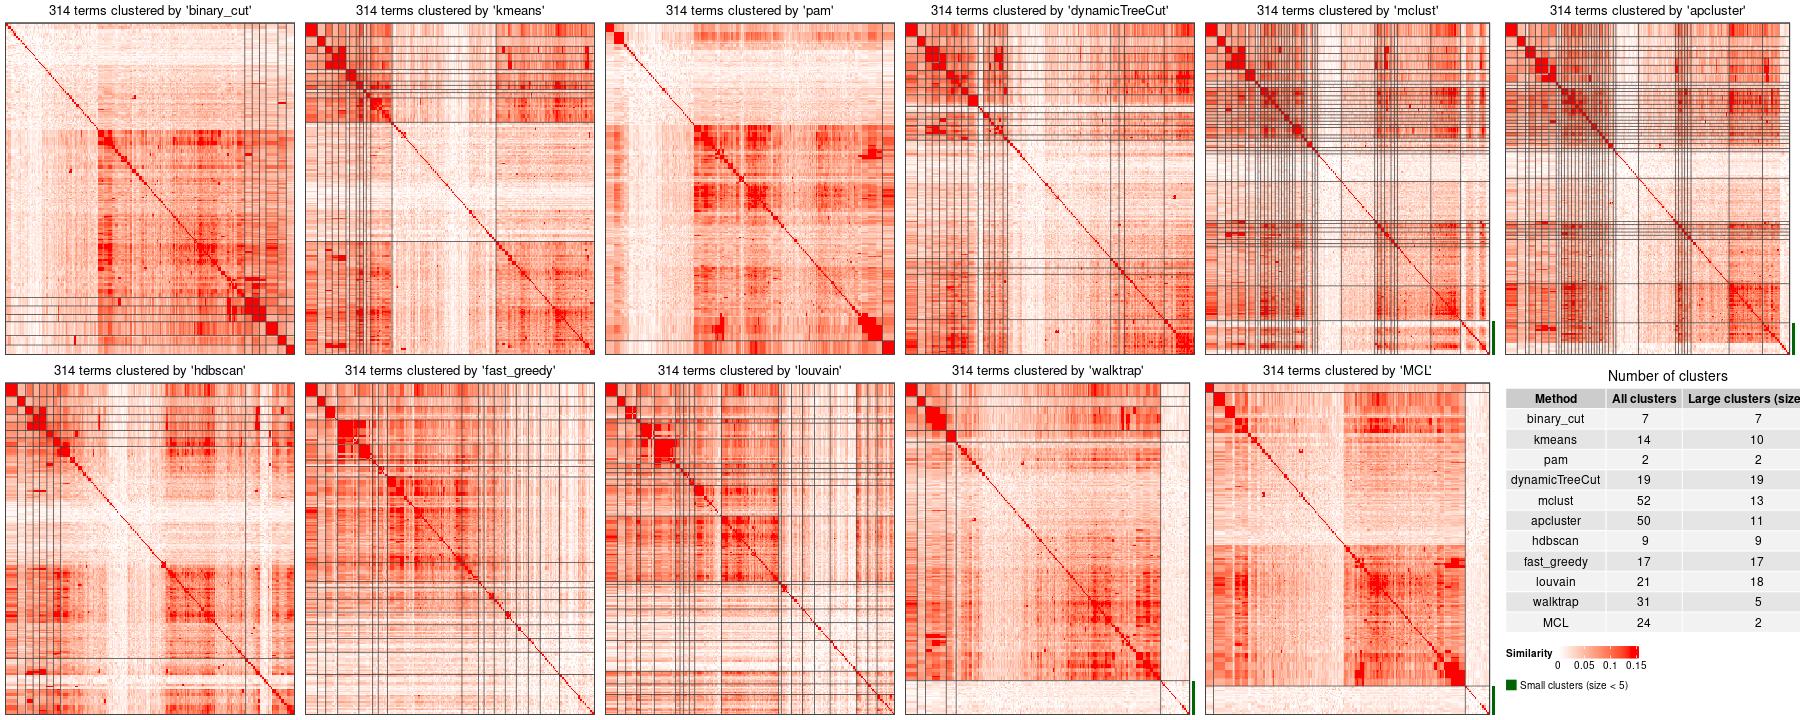 314 terms clustered by 'binary_cut'
314 terms clustered by 'kmeans'
314 terms clustered by 'pam'
314 terms clustered by 'dynamicTreeCut'
314 terms clustered by 'mclust'
314 terms clustered by 'apcluster'
314 terms clustered by 'hdbscan'
314 terms clustered by 'fast_greedy'
314 terms clustered by 'louvain'
314 terms clustered by 'walktrap'
314 terms clustered by 'MCL'
Number of clusters
Method All clusters Large clusters (size
binary_cut 7 7
kmeans 14 10
pam 2 2
dynamicTreeCut 19 19
mclust 52 13
apcluster 50 11
hdbscan 9 9
fast_greedy 17 17
louvain 21 18
walktrap 31 5
MCL 24 2
Similarity
0 0.05 0.1 0.15
Small clusters (size < 5)